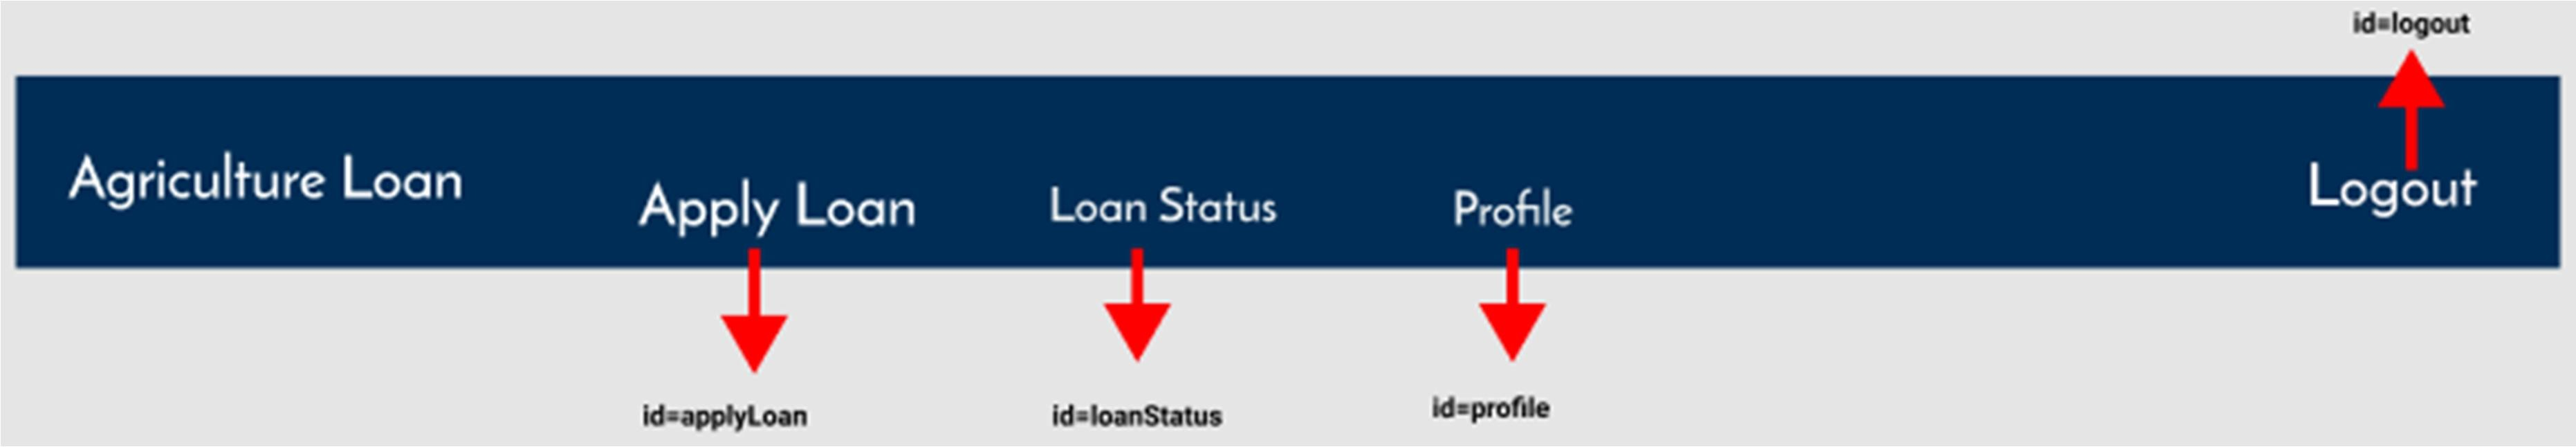 id=logout
Agriculture Loan
Apply Loan
Loan Status
Profile
Logout
id=applyLoan
id=loanStatus
id=profile